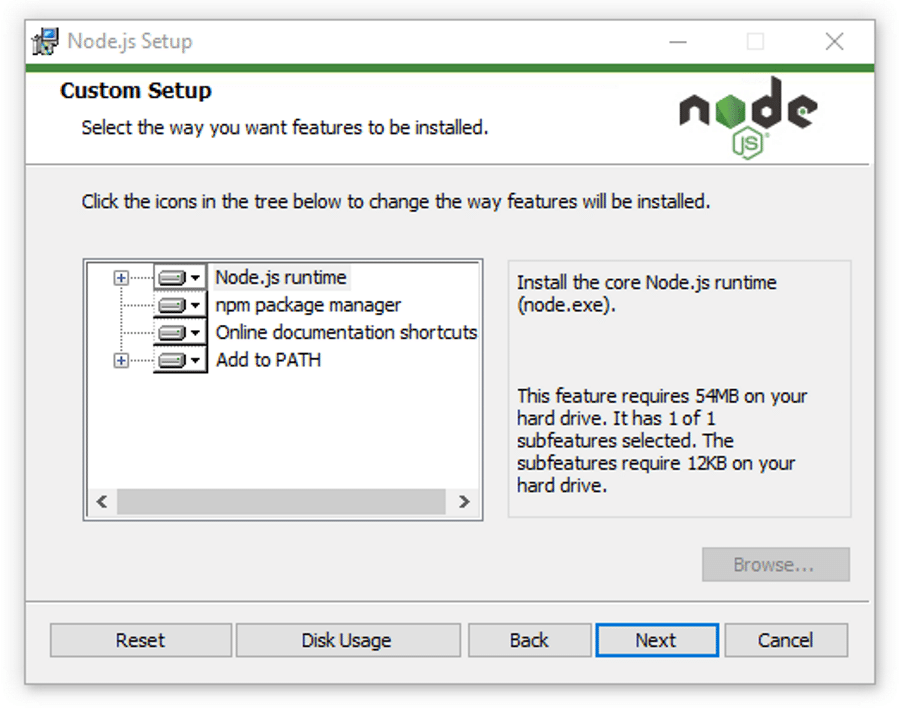 Node.js Setup
Custom Setup
Select the way you want features to be installed.
node
JS
Click the icons in the tree below to change the way features will be installed.
Node.js runtime
npm package manager
Online documentation shortcuts
Add to PATH
Install the core Node.js runtime
(node.exe).
This feature requires 54MB on your
hard drive. It has 1 of 1
subfeatures selected. The
subfeatures require 12KB on your
hard drive.
Browse...
Reset
Disk Usage
Back
Next
Cancel